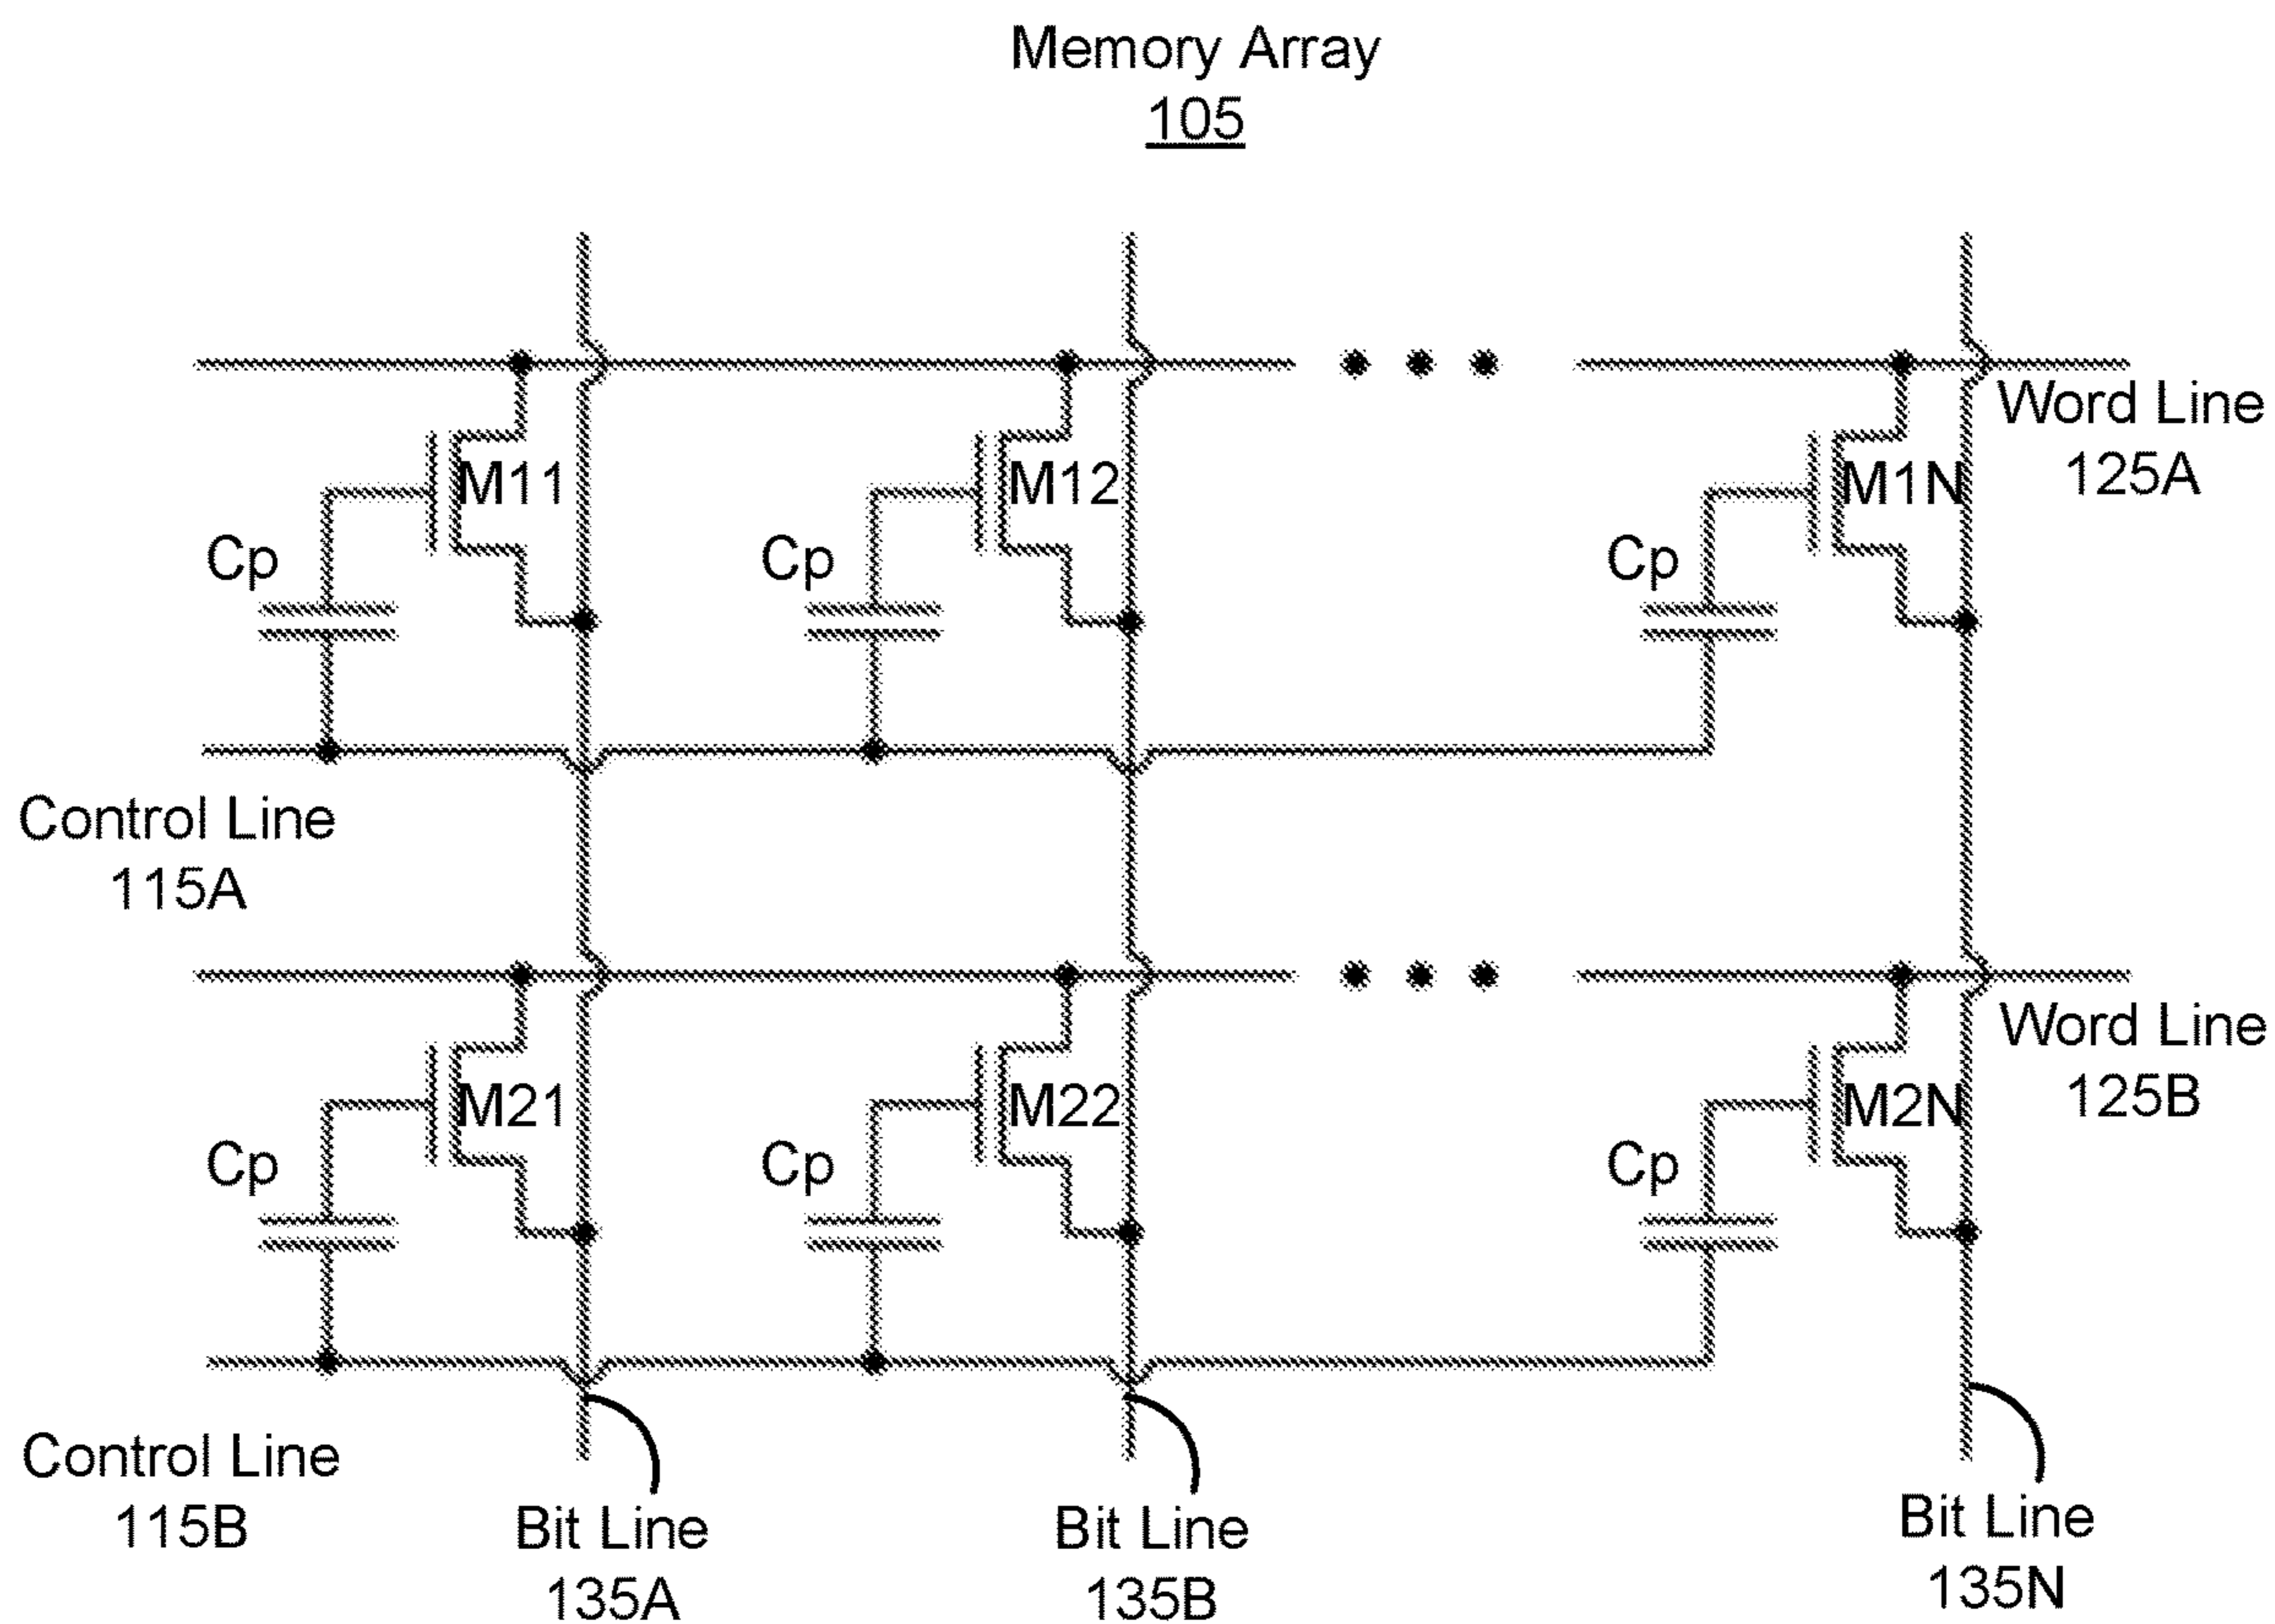 Memory Array
105
Word Line
125A
M11
M12
M1N
Cp
Cp
Cp
Control Line
115A
Word Line
125B
M21
M22
M2N
Cp
Cp
Cp
Control Line
115B
Bit Line
135A
Bit Line
135B
Bit Line
135N